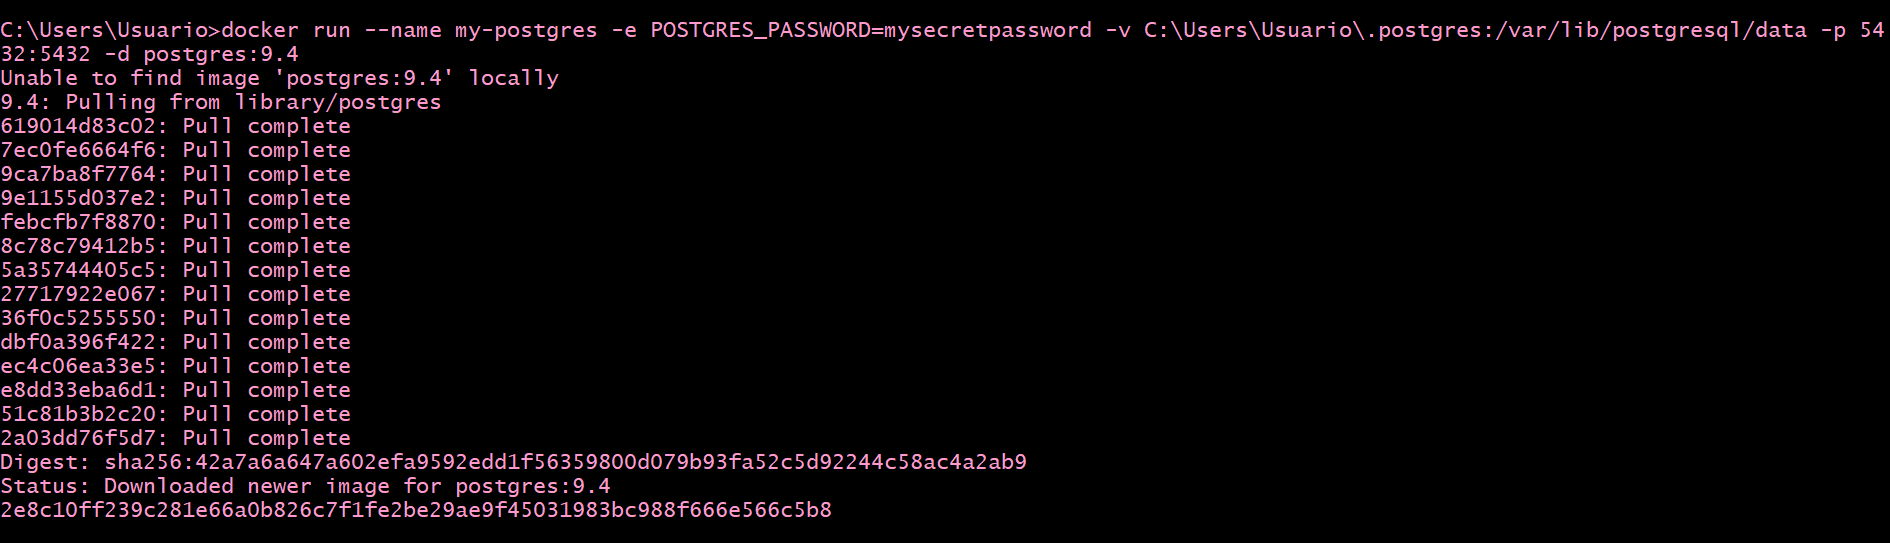 C:\Users\Usuario>docker run --name my-postgres -e POSTGRES_PASSWORD=mysecretpassword -v C:\Users\Usuario\.postgres:/var/lib/postgresql/data -p 54
32:5432 -d postgres:9.4
Unable to find image 'postgres:9.4' locally
9.4: Pulling from library/postgres
619014d83c02: Pull complete
7ec0fe6664f6: Pull complete
9ca7ba8f7764: Pull complete
9e1155d037e2: Pull complete
febcfb7f8870: Pull complete
8c78c79412b5: Pull complete
5a35744405c5: Pull complete
27717922e067: Pull complete
36f0c5255550: Pull complete
dbf0a396f422: Pull complete
ec4c06ea33e5: Pull complete
e8dd33eba6d1: Pull complete
51c81b3b2c20: Pull complete
2a03dd76f5d7: Pull complete
Digest: sha256:42a7a6a647a602efa9592edd1f56359800d079b93fa52c5d92244c58ac4a2ab9
Status: Downloaded newer image for postgres:9.4
2e8c10ff239c281e66a0b826c7f1fe2be29ae9f45031983bc988f666e566c5b8